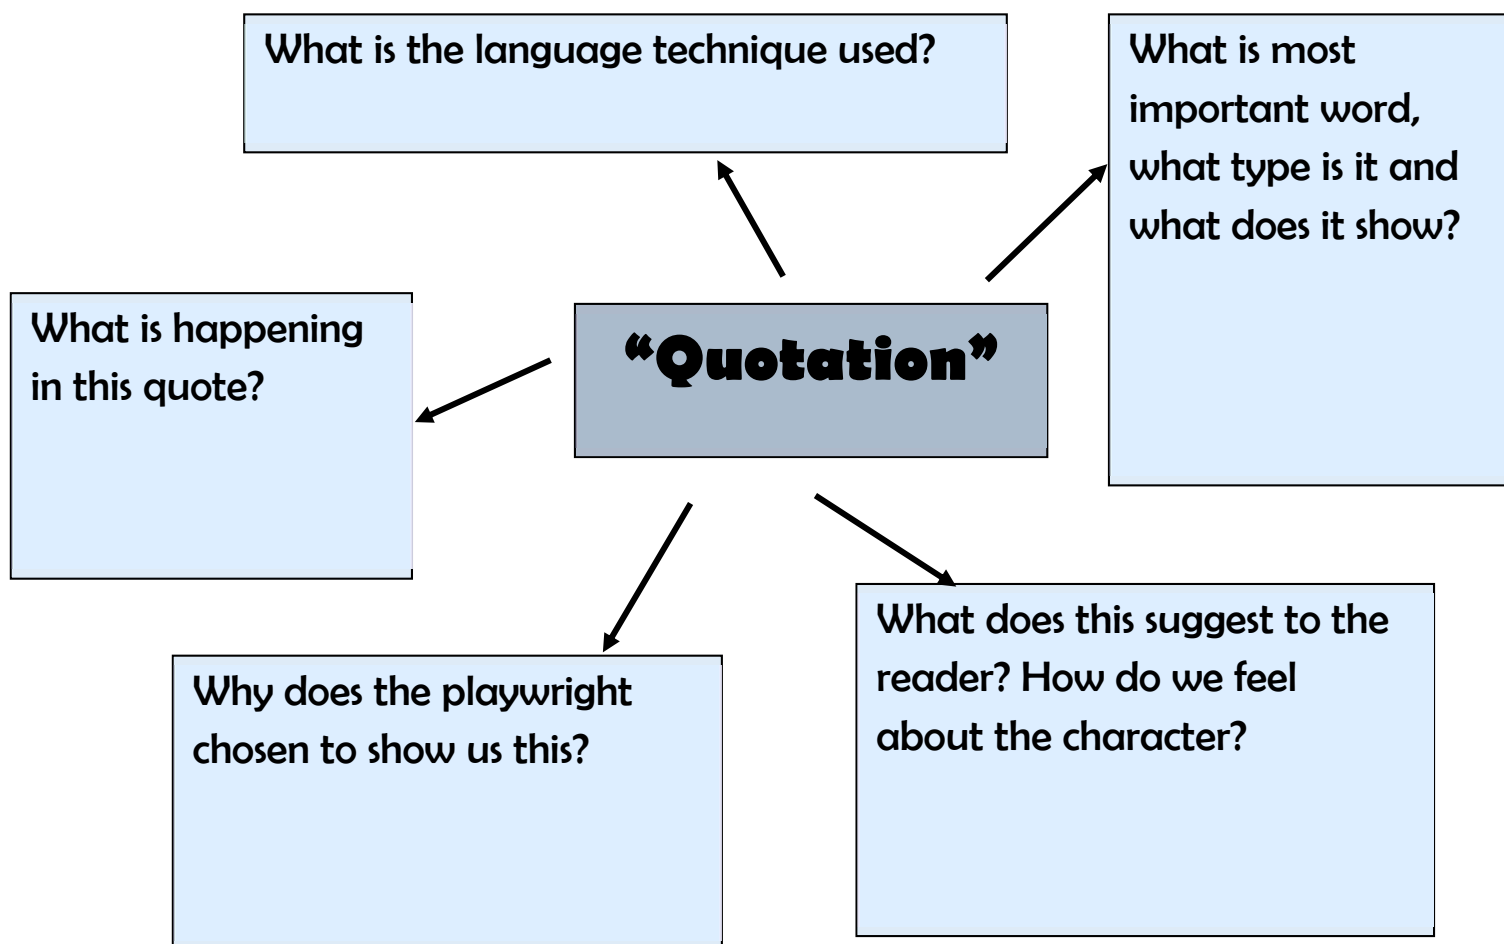 What is the language technique used?
What is most
important word,
what type is it and
what does it show?
What is happening
in this quote?
“Quotation”
Why does the playwright
chosen to show us this?
What does this suggest to the
reader? How do we feel
about the character?